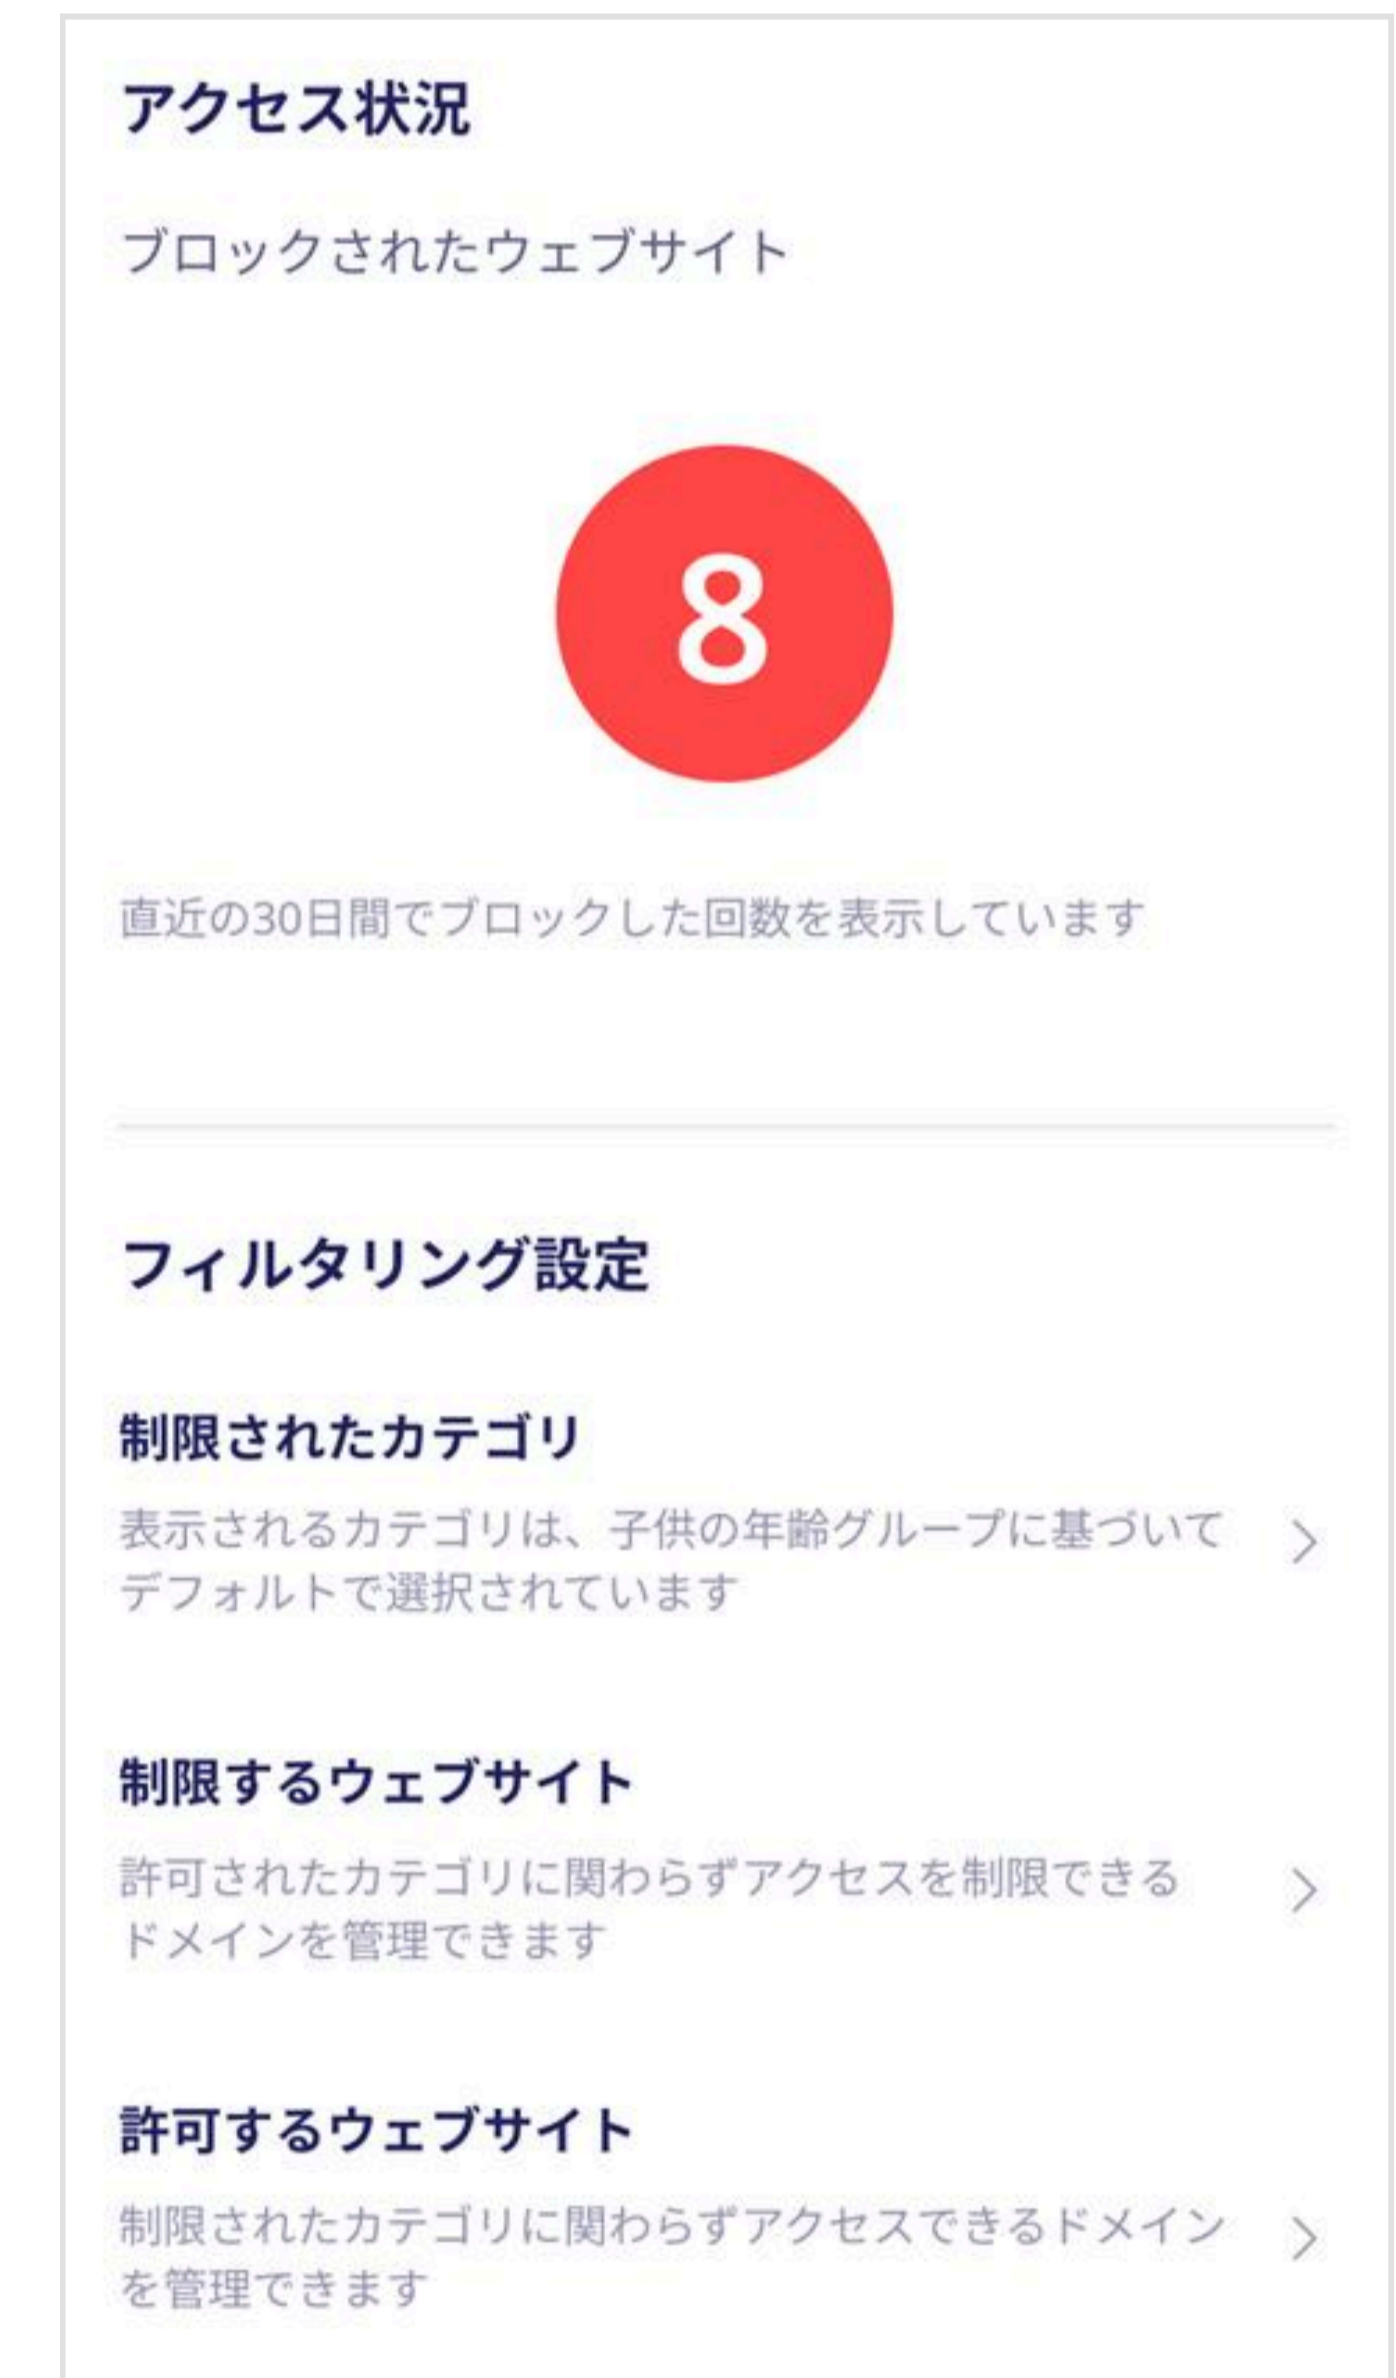 アクセス状況
ブロックされたウェブサイト
8
直近の30日間でブロックした回数を表示しています
フィルタリング設定
制限されたカテゴリ
表示されるカテゴリは、子供の年齢グループに基づいて
デフォルトで選択されています
制限するウェブサイト
許可されたカテゴリに関わらずアクセスを制限できる
ドメインを管理できます
許可するウェブサイト
制限されたカテゴリに関わらずアクセスできるドメイン
を管理できます